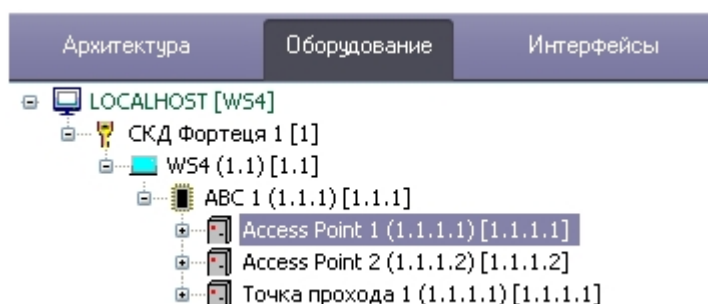 Архитектура Оборудование Интерфейсы
LOCALHOST [WS4]
СКД Фортеця 1 [1]
WS4 (1.1) [1.1]
ABC 1 (1.1.1) [1.1.1]
Access Point 1 (1.1.1.1) [1.1.1.1]
Access Point 2 (1.1.1.2) [1.1.1.2]
Точка прохода 1 (1.1.1.1) [1.1.1.1]